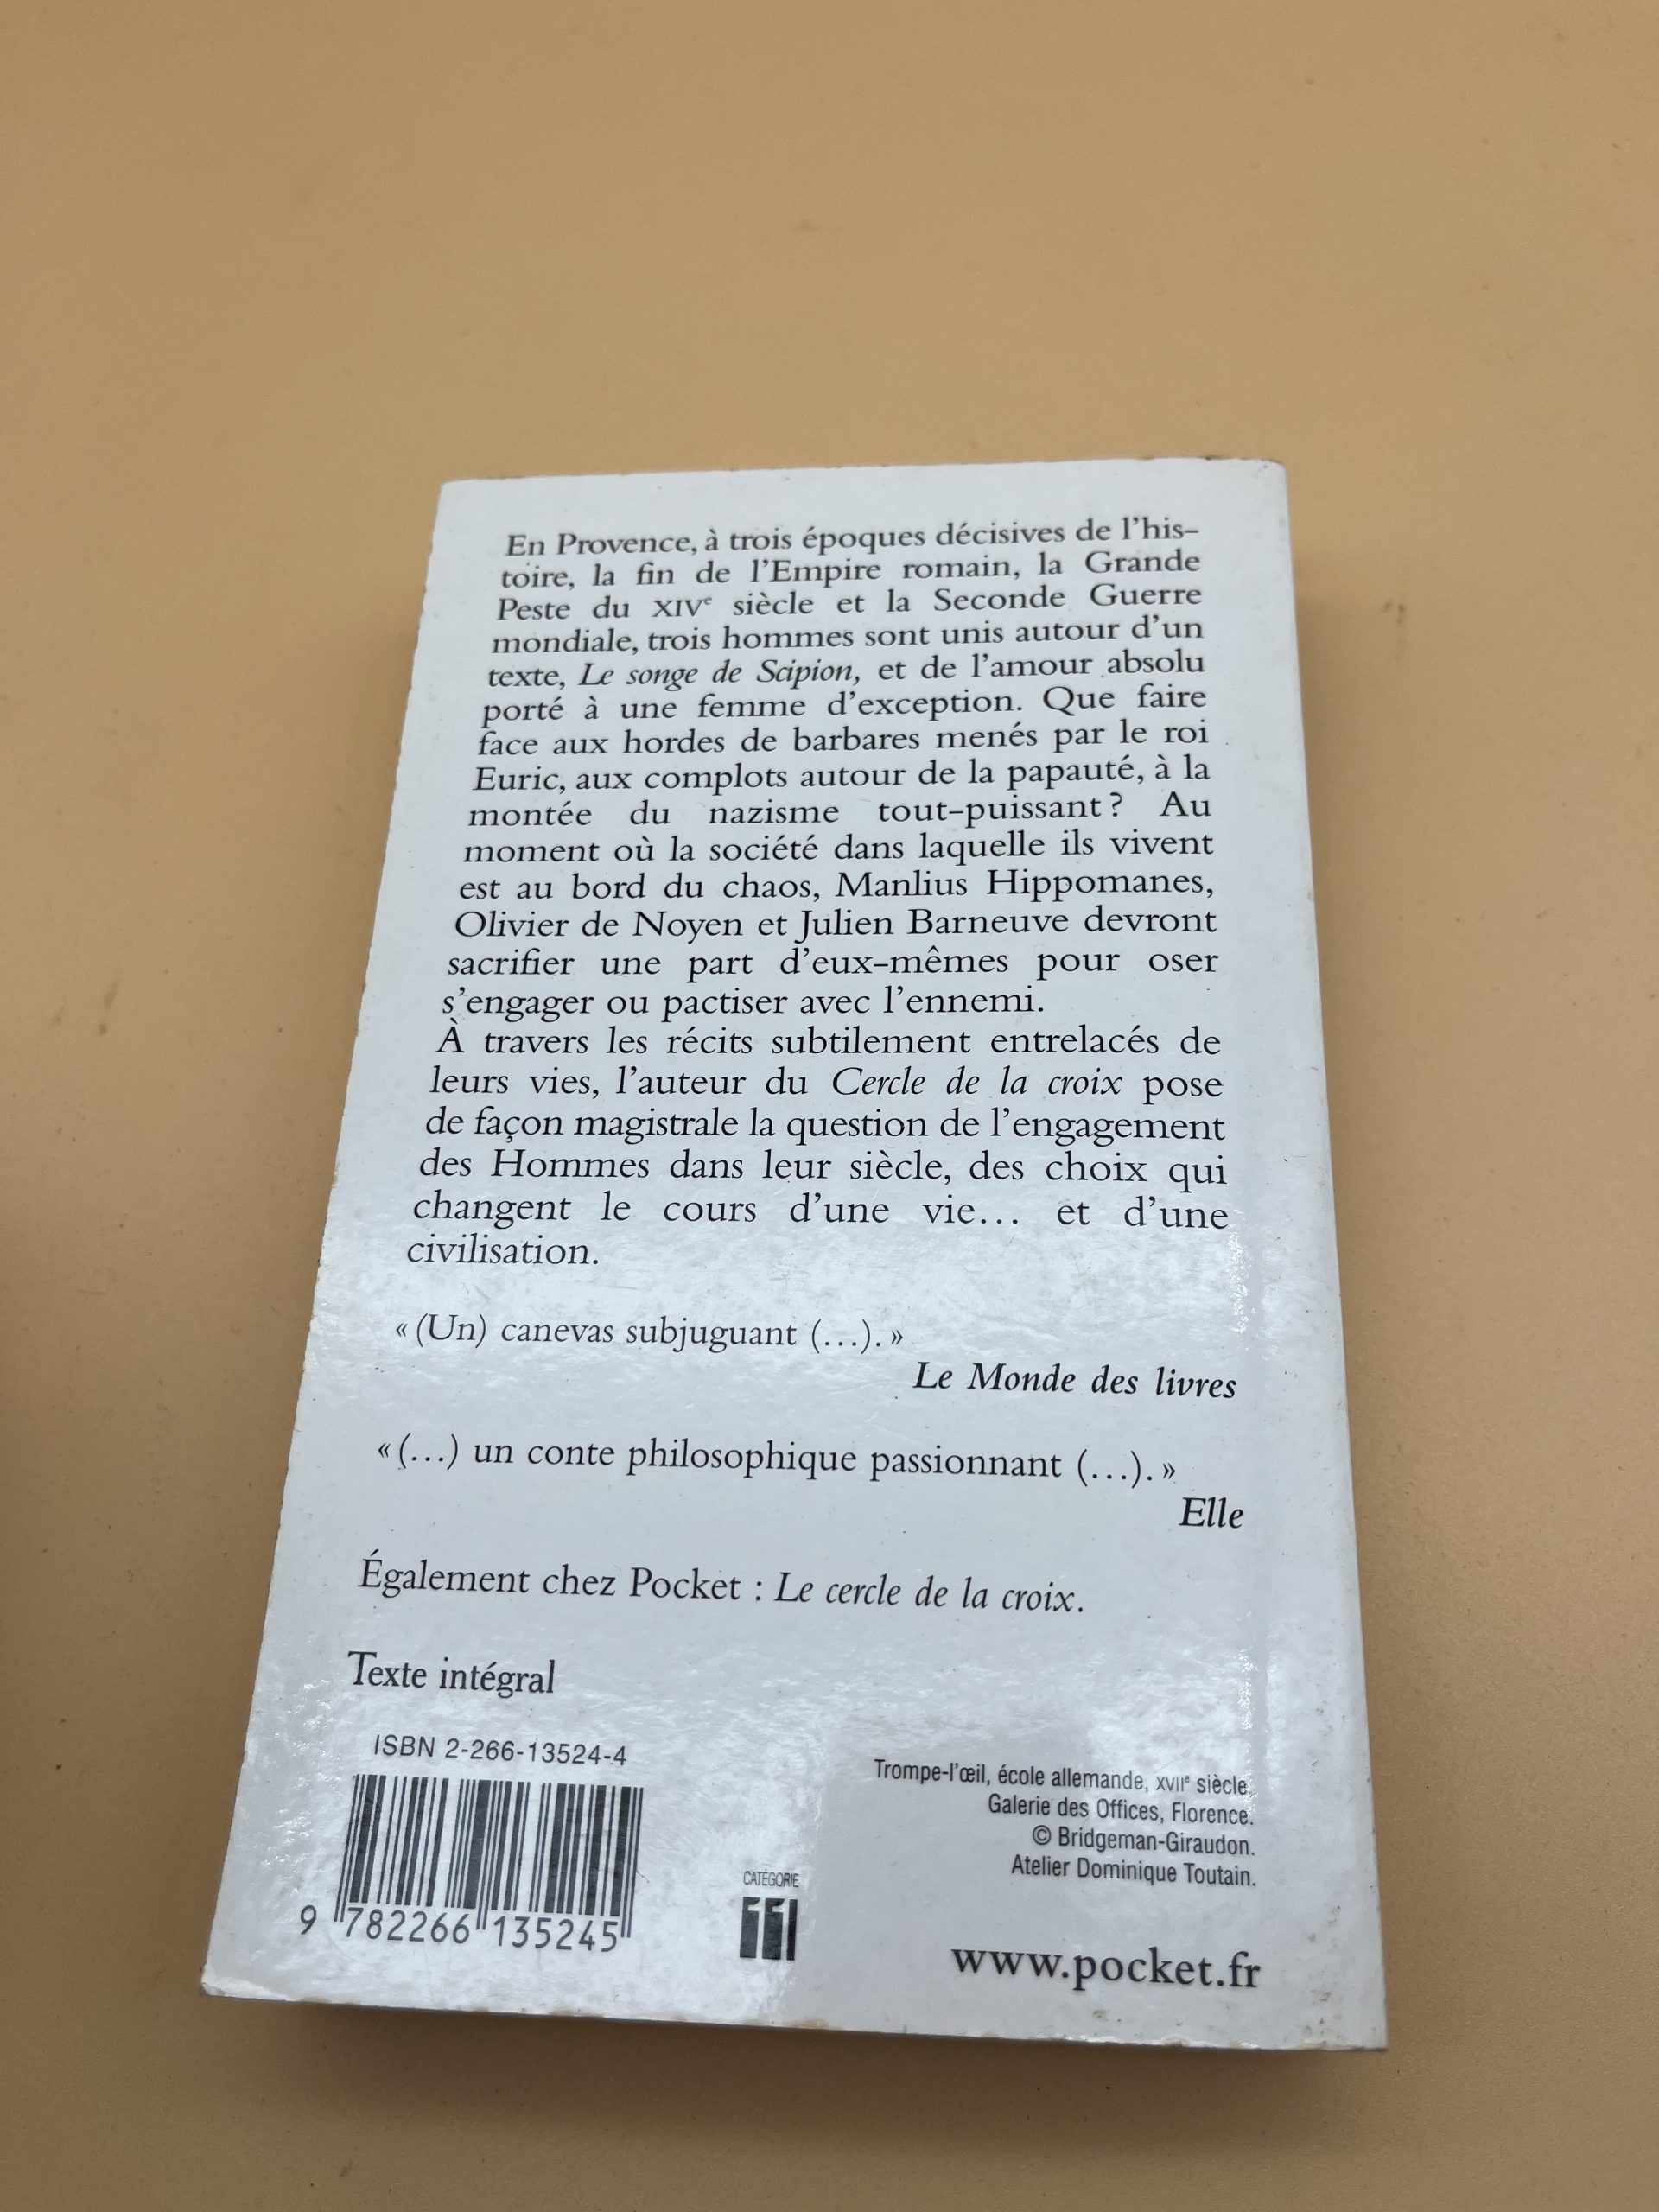 En Provence, à trois époques décisives de l'his-
toire, la fin de l'Empire romain, la Grande
Peste du XIVe siècle et la Seconde Guerre
mondiale, trois hommes sont unis autour d'un
texte, Le songe de Scipion, et de l'amour absolu
porté à une femme d'exception. Que faire
face aux hordes de barbares menés par le roi
Euric, aux complots autour de la papauté, à la
montée du nazisme tout-puissant ? Au
moment où la société dans laquelle ils vivent
est au bord du chaos, Manlius Hippomanes,
Olivier de Noyen et Julien Barneuve devront
sacrifier une part d'eux-mêmes pour oser
s'engager ou pactiser avec l'ennemi.
À travers les récits subtilement entrelacés de
leurs vies, l'auteur du Cercle de la croix pose
de façon magistrale la question de l'engagement
des Hommes dans leur siècle, des choix qui
changent le cours d'une vie... et d'une
civilisation.
« (Un) canevas subjuguant (...). »
Le Monde des livres
« (...) un conte philosophique passionnant (...). »
Elle
Également chez Pocket : Le cercle de la croix.
Texte intégral
ISBN 2-266-13524-4
9 782266 135245
CATÉGORIE
11
Trompe-l'œil, école allemande, XVIIe siècle.
Galerie des Offices, Florence.
© Bridgeman-Giraudon.
Atelier Dominique Toutain.
www.pocket.fr